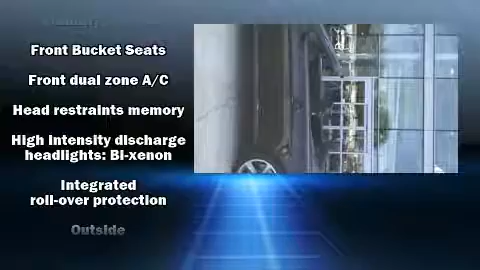 Front Bucket Seats
Front dual zone A/C
Head restraints memory
High intensity discharge
headlights: Bi-xenon
Integrated
roll-over protection
Outside